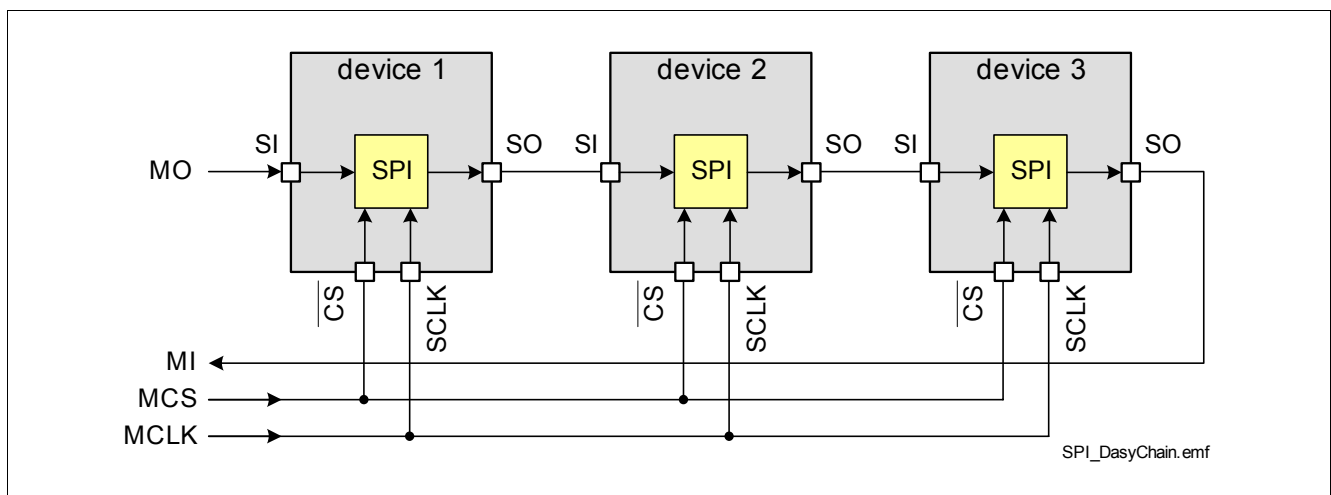 device 1 device 2 device 3
SI SO SI SO SI SO
MO SPI SPI SPI
CS SCLK CS SCLK CS SCLK
MI
MCS
MCLK
SPI_DasyChain.emf